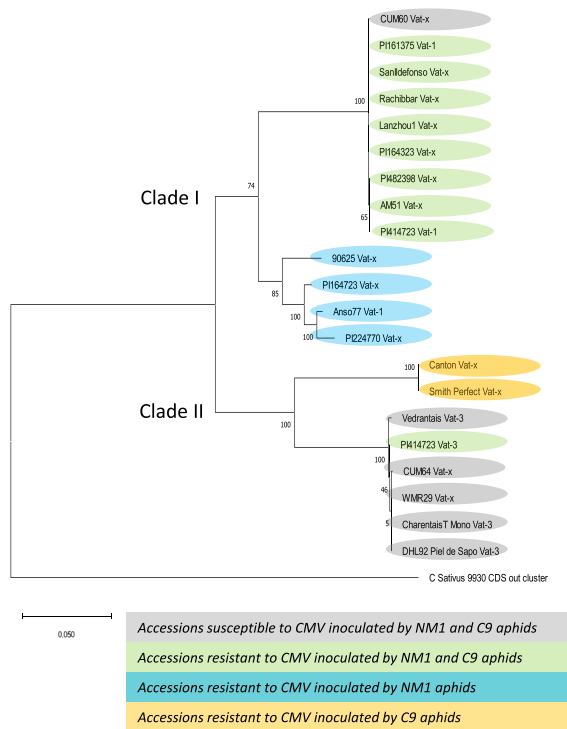 CUM60 Vat-x
PI161375 Vat-1
SanIldefonso Vat-x
100
Rachibbar Vat-x
Lanzhou1 Vat-x
PI164323 Vat-x
PI482398 Vat-x
74
Clade I
AM51 Vat-x
65
PI414723 Vat-1
90625 Vat-x
PI164723 Vat-x
85
Anso77 Vat-1
100
PI224770 Vat-x
100
Canton Vat-x
100
Smith Perfect Vat-x
Clade II
Vedrantais Vat-3
100
PI414723 Vat-3
100
CUM64 Vat-x
46
WMR29 Vat-x
5
CharentaisT Mono Vat-3
DHL92 Piel de Sapo Vat-3
C Sativus 9930 CDS out cluster
0.050
Accessions susceptible to CMV inoculated by NM1 and C9 aphids
Accessions resistant to CMV inoculated by NM1 and C9 aphids
Accessions resistant to CMV inoculated by NM1 aphids
Accessions resistant to CMV inoculated by C9 aphids